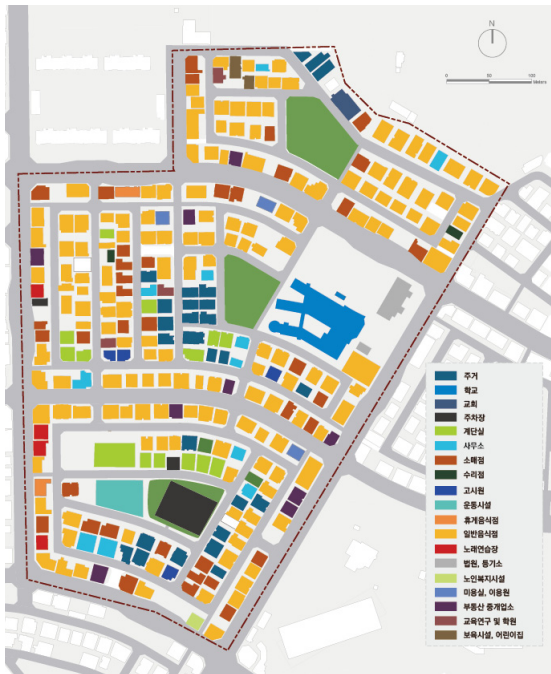 N
0 50 100
Meters
주거
학교
교회
주차장
계단실
사무소
소매점
수리점
고시원
운동시설
휴게음식점
일반음식점
노래연습장
법원, 등기소
노인복지시설
미용실, 이용원
부동산 중개업소
교육연구 및 학원
보육시설, 어린이집